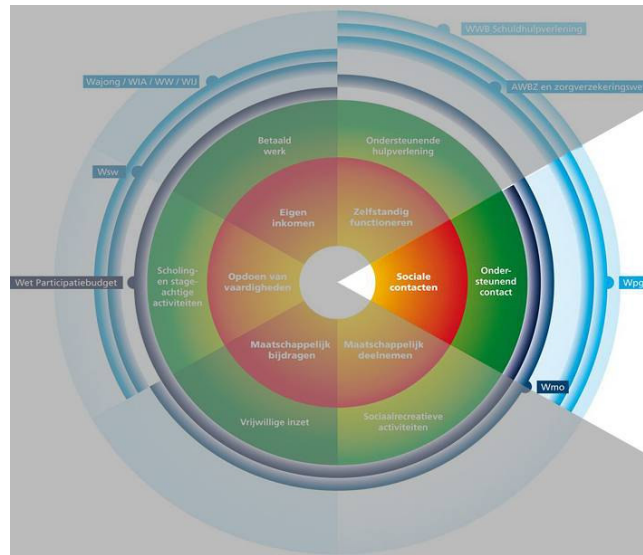 WWB Schuldhulpverlening
Wajong / WIA / WW / WIJ
AWBZ en zorgverzekeringswe
Betaald
werk
Ondersteunende
hulpverlening
Wsw
Eigen
inkomen
Zelfstandig
functioneren
Wet Participatiebudget
Scholing-
en stage-
achtige
activiteiten
Opdoen van
vaardigheden
Sociale
contacten
Onder-
steunend
contact
Wpg
Maatschappelijk
bijdragen
Maatschappelijk
deelnemen
Wmo
Vrijwillige inzet
Sociaalrecreatieve
activiteiten